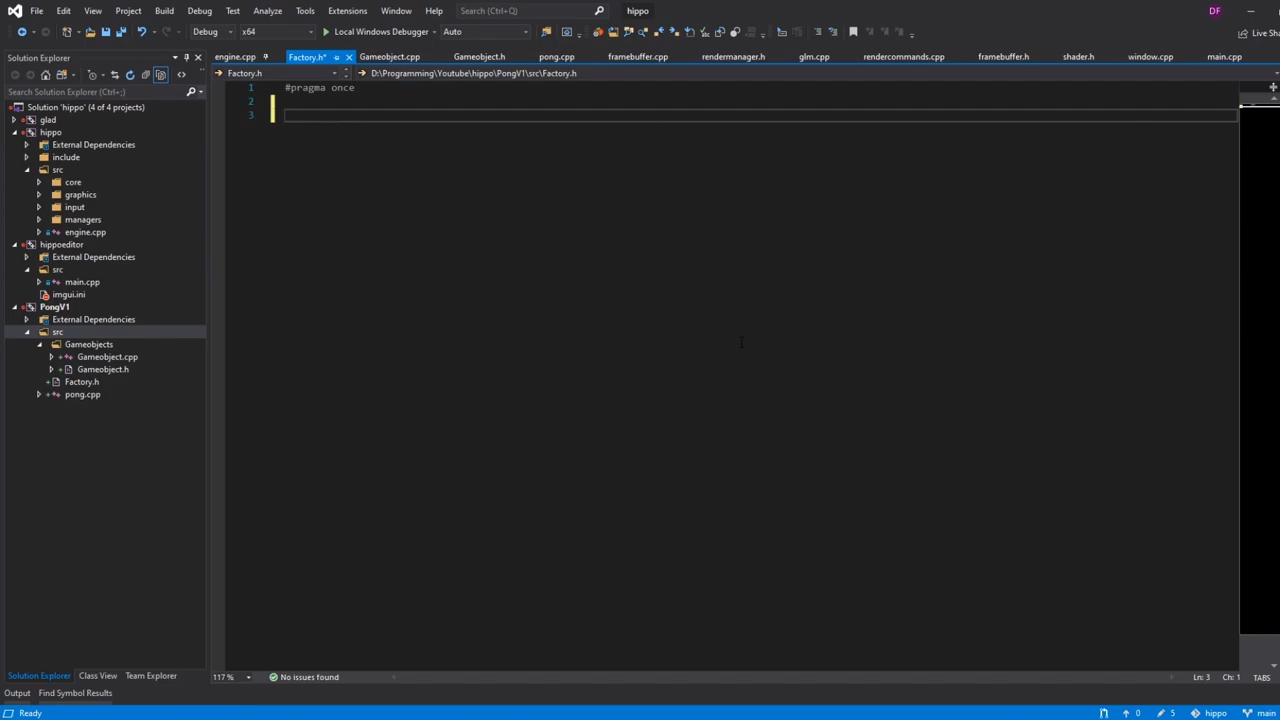 File Edit View Project Build Debug Test Analyze Tools Extensions Window Help Search (Ctrl+Q) hippo DF
Debug x64 Local Windows Debugger Auto Live Sha
Solution Explorer
engine.cpp Factory.h* Gameobject.cpp Gameobject.h pong.cpp framebuffer.cpp rendermanager.h glm.cpp rendercommands.cpp framebuffer.h shader.h window.cpp main.cpp
Factory.h D:\Programming\Youtube\hippo\PongV1\src\Factory.h
Search Solution Explorer (Ctrl+;)
Solution 'hippo' (4 of 4 projects)
glad
hippo
External Dependencies
include
src
core
graphics
input
managers
engine.cpp
hippoeditor
External Dependencies
src
main.cpp
imgui.ini
PongV1
External Dependencies
src
Gameobjects
Gameobject.cpp
Gameobject.h
Factory.h
pong.cpp
1 #pragma once
2
3
Solution Explorer Class View Team Explorer
117 % No issues found Ln: 3 Ch: 1 TABS
Output Find Symbol Results
Ready 0 5 hippo main